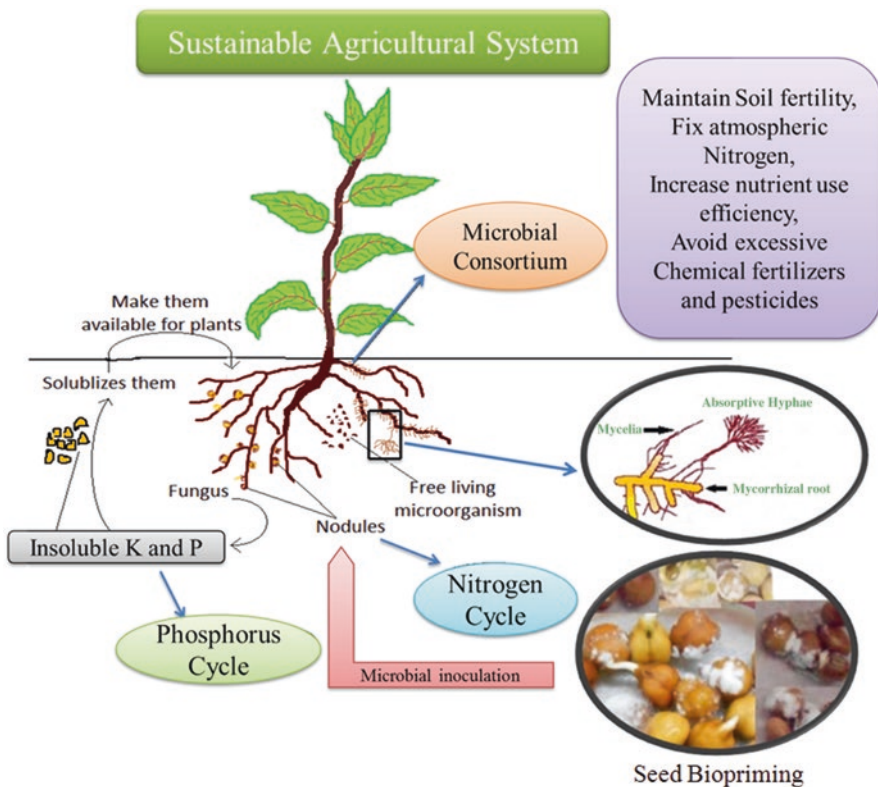 Sustainable Agricultural System
Maintain Soil fertility,
Fix atmospheric
Nitrogen,
Increase nutrient use
efficiency,
Avoid excessive
Chemical fertilizers
and pesticides
Microbial
Consortium
Make them
available for plants
Solublizes them
Absorptive Hyphae
Mycelia
Mycorrhizal root
Fungus
Free living
microorganism
Nodules
Insoluble K and P
Nitrogen
Cycle
Phosphorus
Cycle
Microbial inoculation
Seed Biopriming